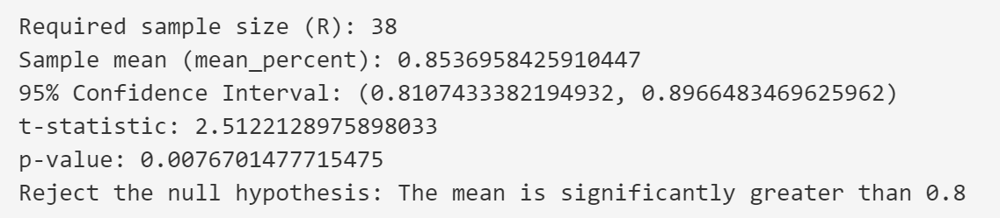 Required sample size (R): 38
Sample mean (mean_percent): 0.8536958425910447
95% Confidence Interval: (0.8107433382194932, 0.8966483469625962)
t-statistic: 2.5122128975898033
p-value: 0.0076701477715475
Reject the null hypothesis: The mean is significantly greater than 0.8